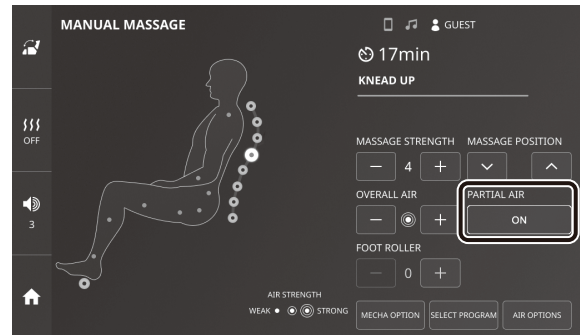 MANUAL MASSAGE
GUEST
17min
KNEAD UP
OFF
MASSAGE STRENGTH MASSAGE POSITION
4
OVERALL AIR PARTIAL AIR
ON
3
FOOT ROLLER
0
AIR STRENGTH
WEAK STRONG
MECHA OPTION SELECT PROGRAM AIR OPTIONS